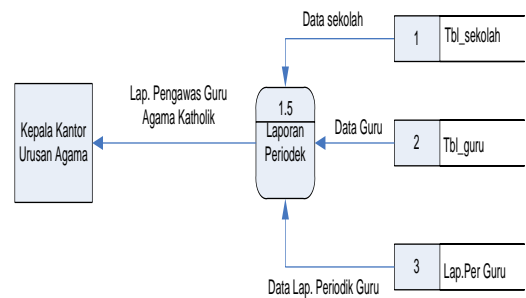 Data sekolah
1
Tbl_sekolah
Lap. Pengawas Guru
Agama Katholik
1.5
Laporan
Periodek
Kepala Kantor
Urusan Agama
Data Guru
2
Tbl_guru
3
Lap.Per Guru
Data Lap. Periodik Guru